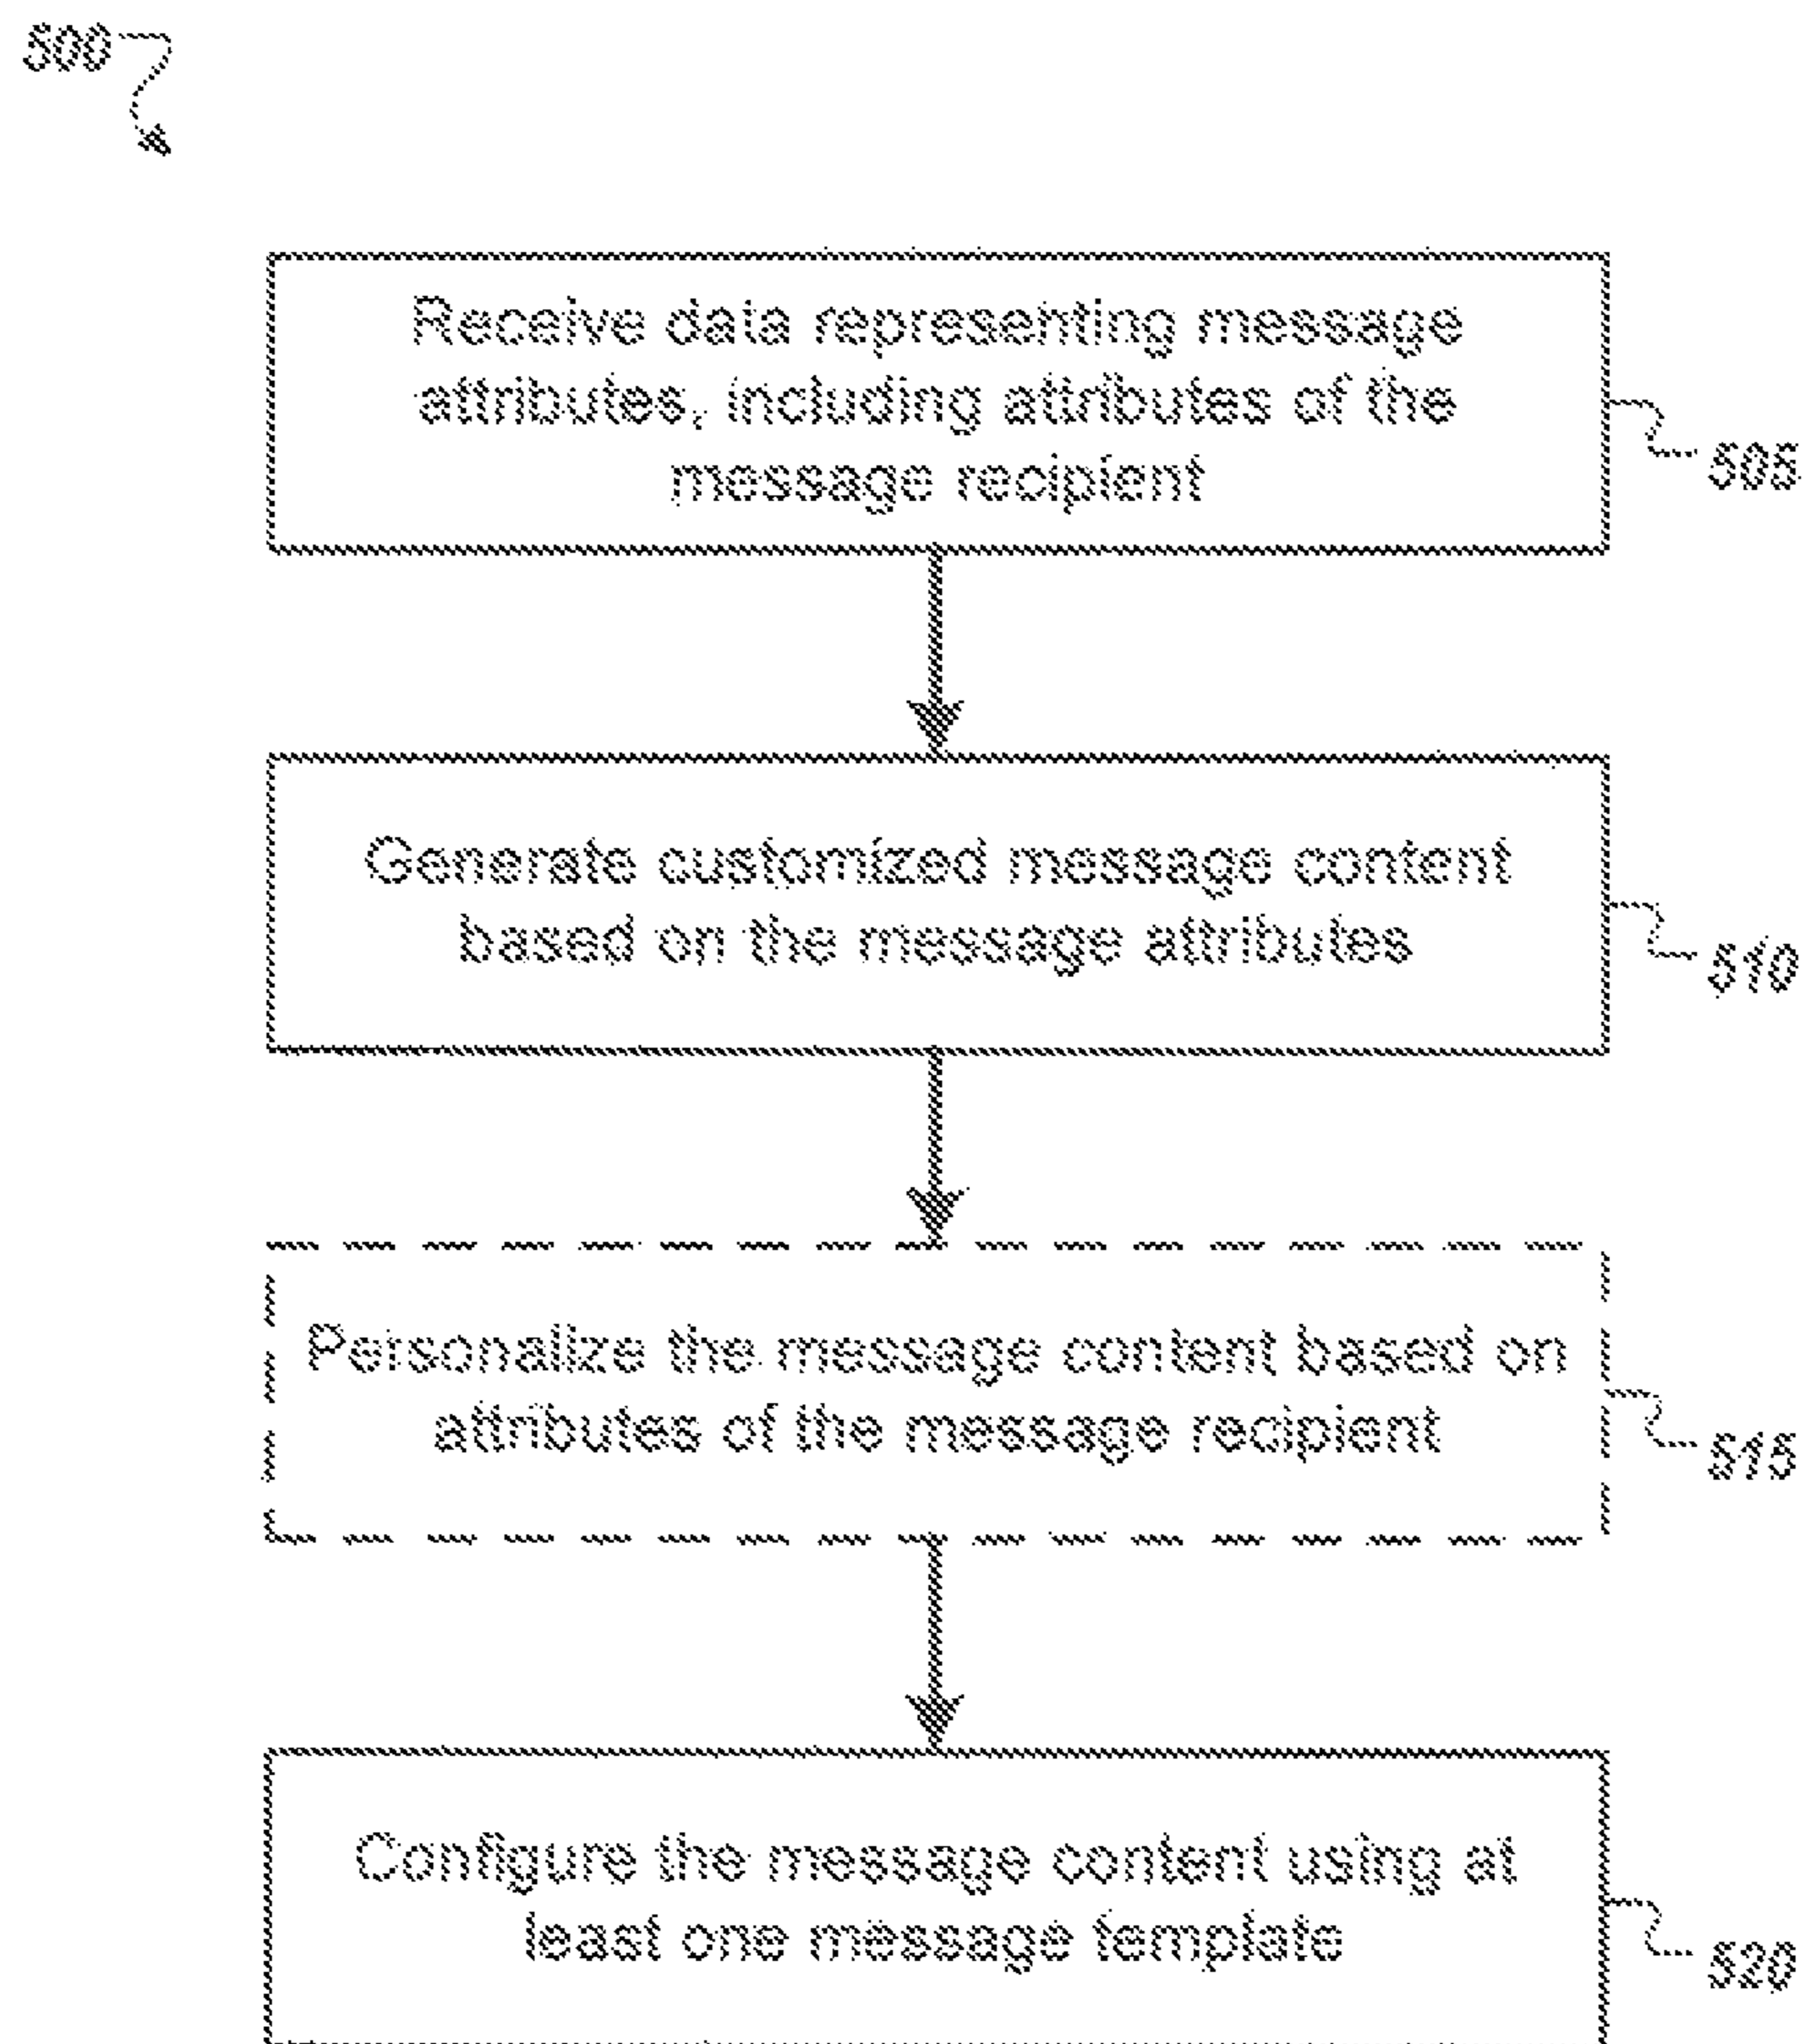 500
Receive data representing message
attributes, including attributes of the
message recipient
505
Generate customized message content
based on the message attributes
510
Personalize the message content based on
attributes of the message recipient
515
Configure the message content using at
least one message template
520